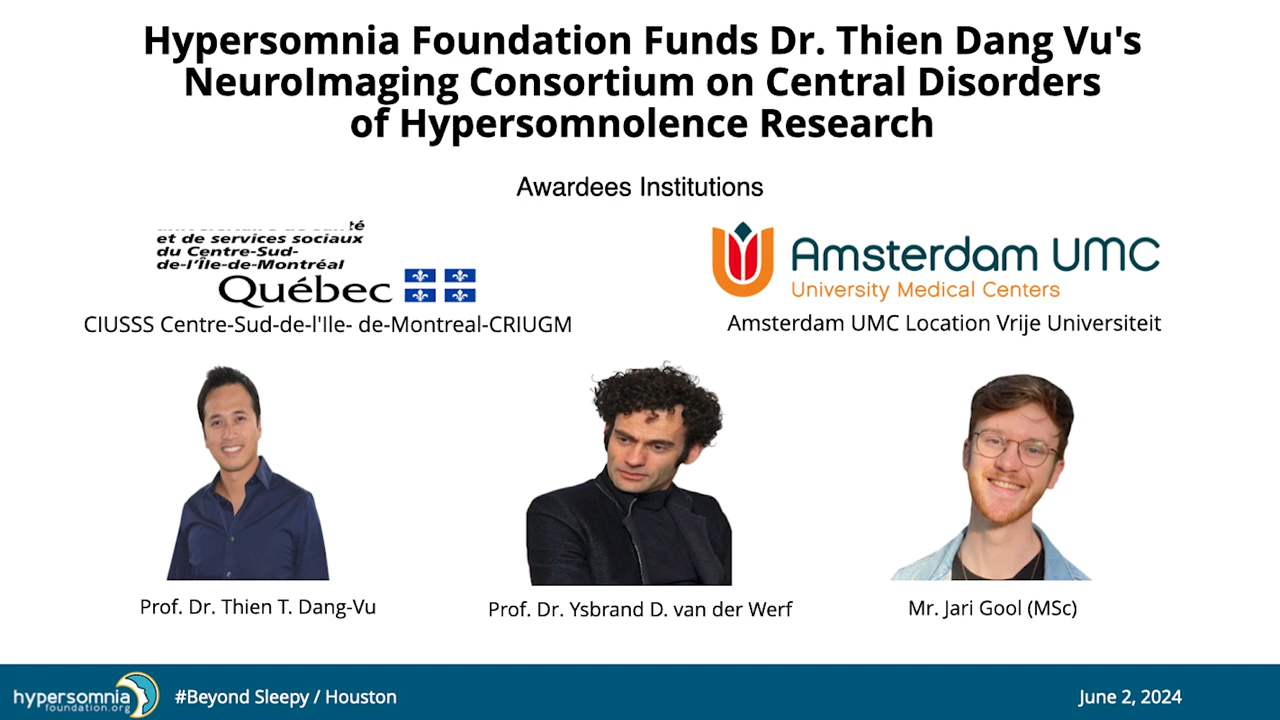 Hypersomnia Foundation Funds Dr. Thien Dang Vu's
NeuroImaging Consortium on Central Disorders
of Hypersomnolence Research
Awardees Institutions
et de services sociaux
du Centre-Sud-
de-l'Île-de-Montréal
Québec
CIUSSS Centre-Sud-de-l'Ile- de-Montreal-CRIUGM
Amsterdam UMC
University Medical Centers
Amsterdam UMC Location Vrije Universiteit
Prof. Dr. Thien T. Dang-Vu
Prof. Dr. Ysbrand D. van der Werf
Mr. Jari Gool (MSc)
hypersomnia
foundation.org
#Beyond Sleepy / Houston
June 2, 2024